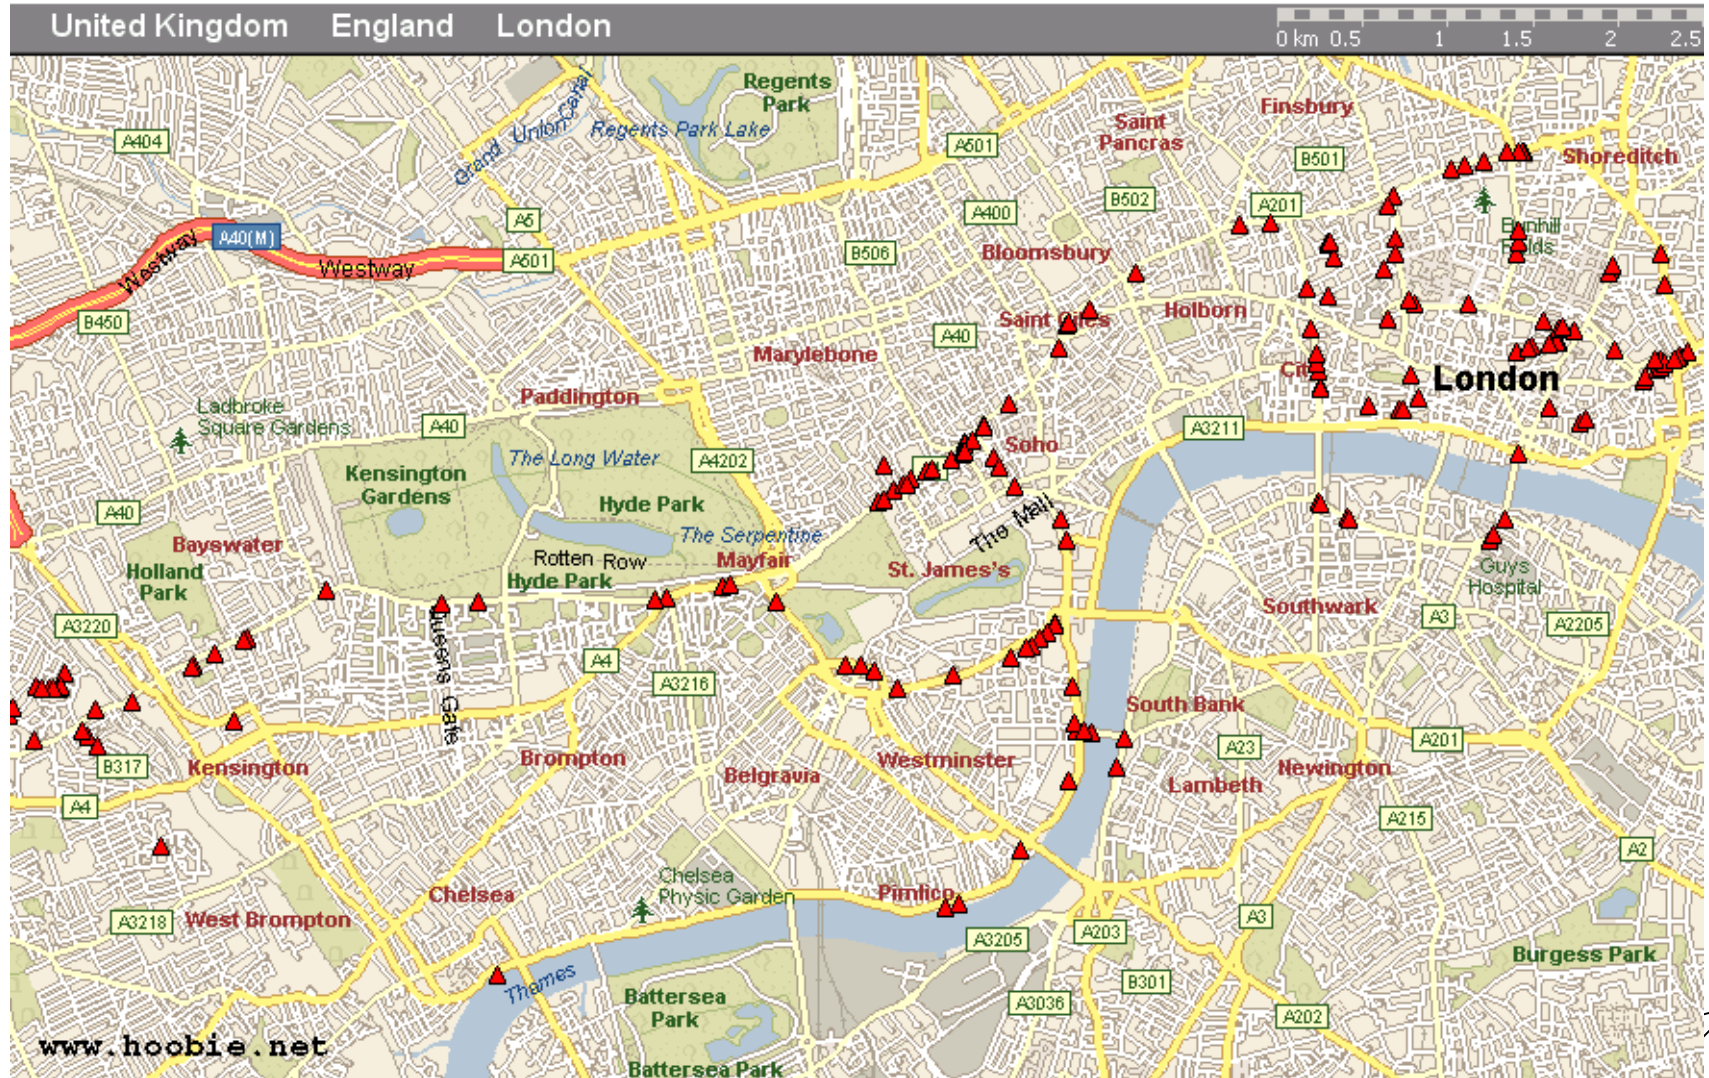 United Kingdom England London
0 km 0.5 1 1.5 2 2.5
Regents
Park
Finsbury
Saint
Pancras
A404
Grand Union Canal
Regents Park Lake
A501
B501
Shoreditch
B502
A201
A5
A400
Bunhill
Fields
A40(M)
Westway
Westway
A501
B506
Bloomsbury
B450
Saint Giles
Holborn
A40
Marylebone
City
London
Paddington
Ladbroke
Square Gardens
A40
A3211
Soho
The Long Water
A4202
Kensington
Gardens
Hyde Park
A40
The Mall
The Serpentine
Bayswater
Rotten Row
Mayfair
St. James's
Holland
Park
Hyde Park
Guys
Hospital
Southwark
A3
A2205
A3220
Queens Gate
A4
A3216
South Bank
A201
A23
B317
Kensington
Brompton
Belgravia
Westminster
Newington
Lambeth
A4
A215
A2
Chelsea
Physic Garden
Chelsea
Pimlico
A3218
West Brompton
A3
A203
A3205
Burgess Park
Thames
B301
Battersea
Park
A3036
A202
www.hoobie.net
Battersea Park